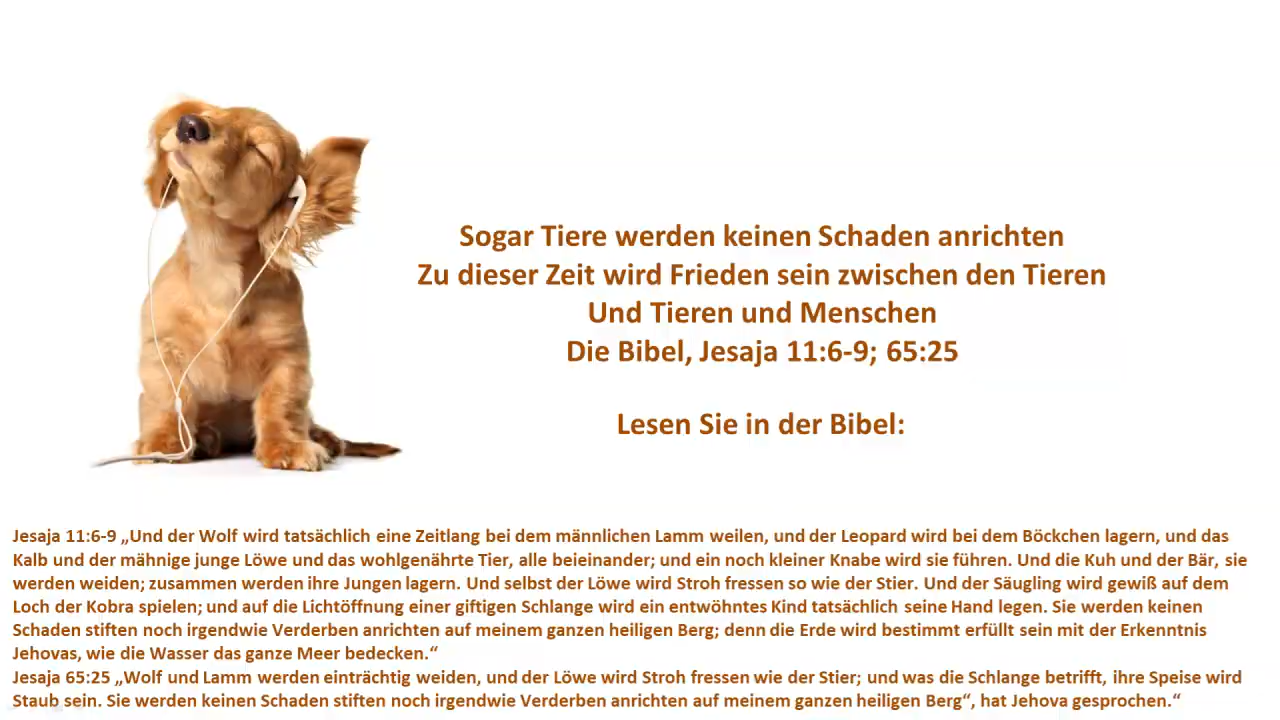 Sogar Tiere werden keinen Schaden anrichten
Zu dieser Zeit wird Frieden sein zwischen den Tieren
Und Tieren und Menschen
Die Bibel, Jesaja 11:6-9; 65:25
Lesen Sie in der Bibel:
Jesaja 11:6-9 „Und der Wolf wird tatsächlich eine Zeitlang bei dem männlichen Lamm weilen, und der Leopard wird bei dem Böckchen lagern, und das
Kalb und der mähnige junge Löwe und das wohlgenährte Tier, alle beieinander; und ein noch kleiner Knabe wird sie führen. Und die Kuh und der Bär, sie
werden weiden; zusammen werden ihre Jungen lagern. Und selbst der Löwe wird Stroh fressen so wie der Stier. Und der Säugling wird gewiß auf dem
Loch der Kobra spielen; und auf die Lichtöffnung einer giftigen Schlange wird ein entwöhntes Kind tatsächlich seine Hand legen. Sie werden keinen
Schaden stiften noch irgendwie Verderben anrichten auf meinem ganzen heiligen Berg; denn die Erde wird bestimmt erfüllt sein mit der Erkenntnis
Jehovas, wie die Wasser das ganze Meer bedecken.“
Jesaja 65:25 „Wolf und Lamm werden einträchtig weiden, und der Löwe wird Stroh fressen wie der Stier; und was die Schlange betrifft, ihre Speise wird
Staub sein. Sie werden keinen Schaden stiften noch irgendwie Verderben anrichten auf meinem ganzen heiligen Berg“, hat Jehova gesprochen.“